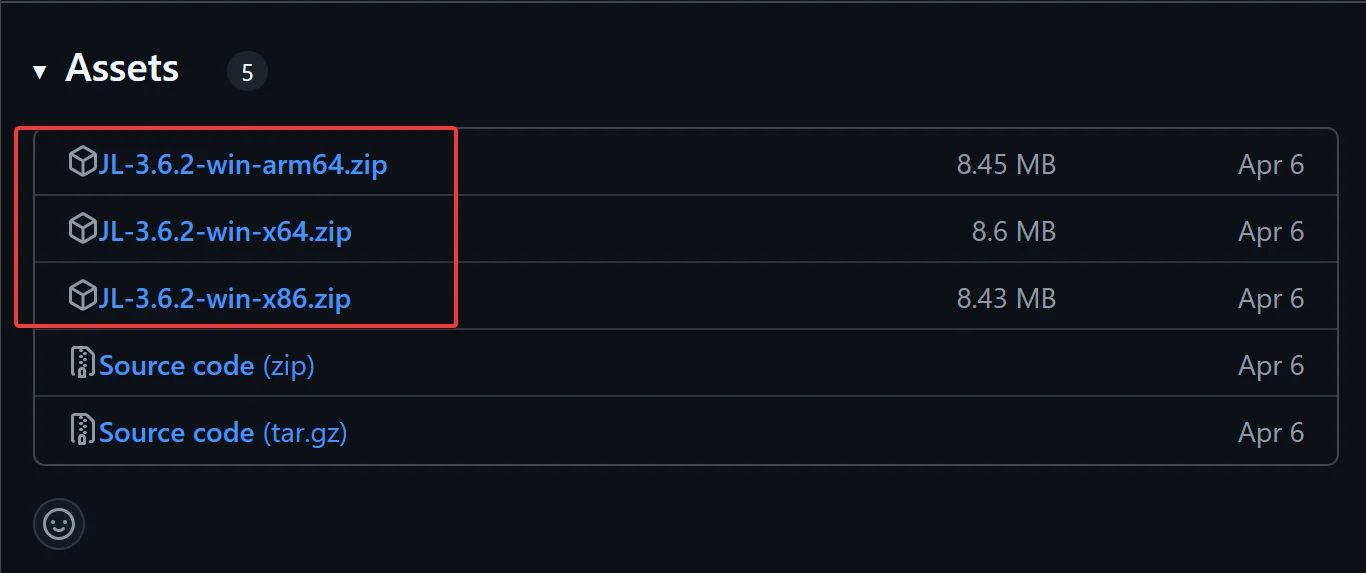 Assets 5
JL-3.6.2-win-arm64.zip 8.45 MB Apr 6
JL-3.6.2-win-x64.zip 8.6 MB Apr 6
JL-3.6.2-win-x86.zip 8.43 MB Apr 6
Source code (zip) Apr 6
Source code (tar.gz) Apr 6